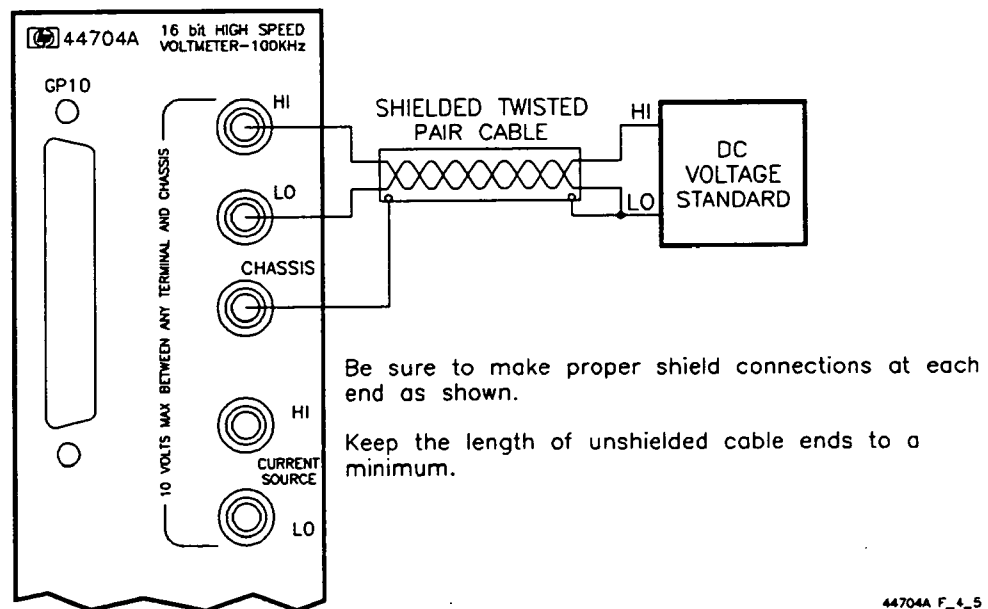 hp 44704A
16 bit HIGH SPEED
VOLTMETER-100KHz
GPIO
HI
LO
CHASSIS
HI
CURRENT
SOURCE
LO
10 VOLTS MAX BETWEEN ANY TERMINAL AND CHASSIS
SHIELDED TWISTED
PAIR CABLE
HI
LO
DC
VOLTAGE
STANDARD
Be sure to make proper shield connections at each
end as shown.
Keep the length of unshielded cable ends to a
minimum.
44704A F_4_5